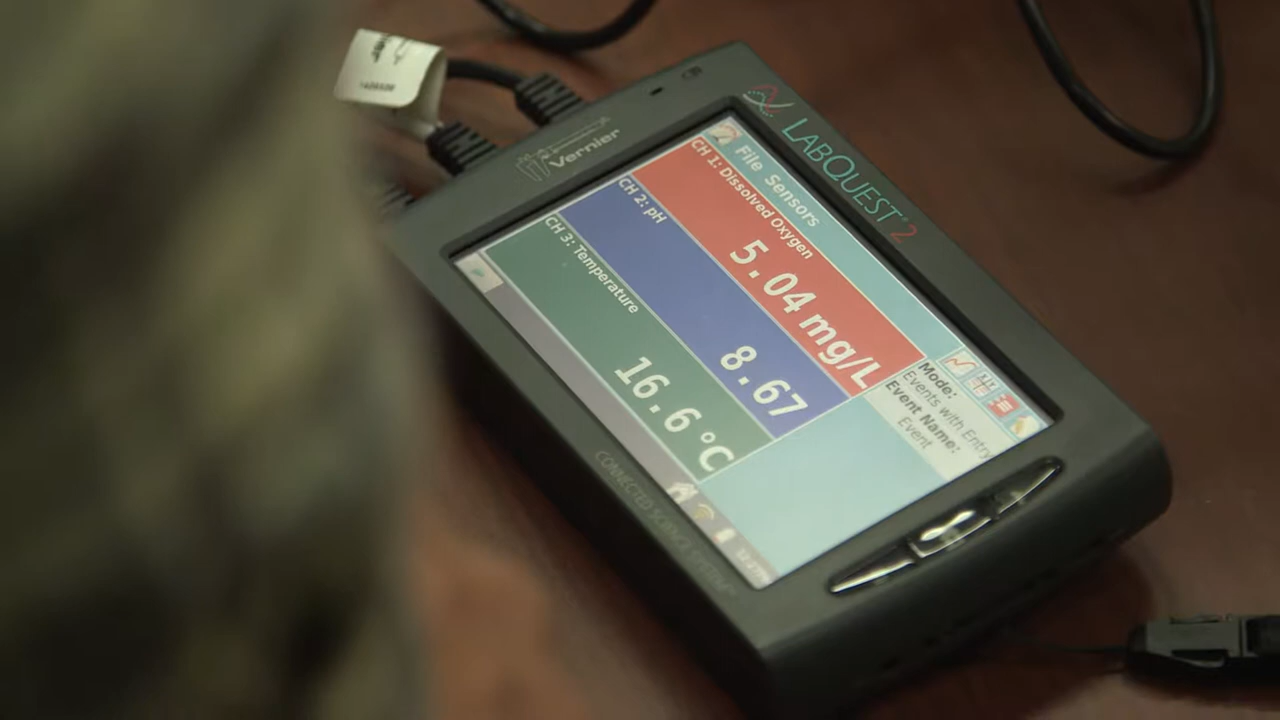 Vernier
LABQUEST 2
File Sensors
CH 1: Dissolved Oxygen
5.04 mg/L
CH 2: pH
8.67
CH 3: Temperature
16.6 °C
Mode:
Events with Entry
Event Name:
Event
CONNECTED SCIENCE SYSTEM